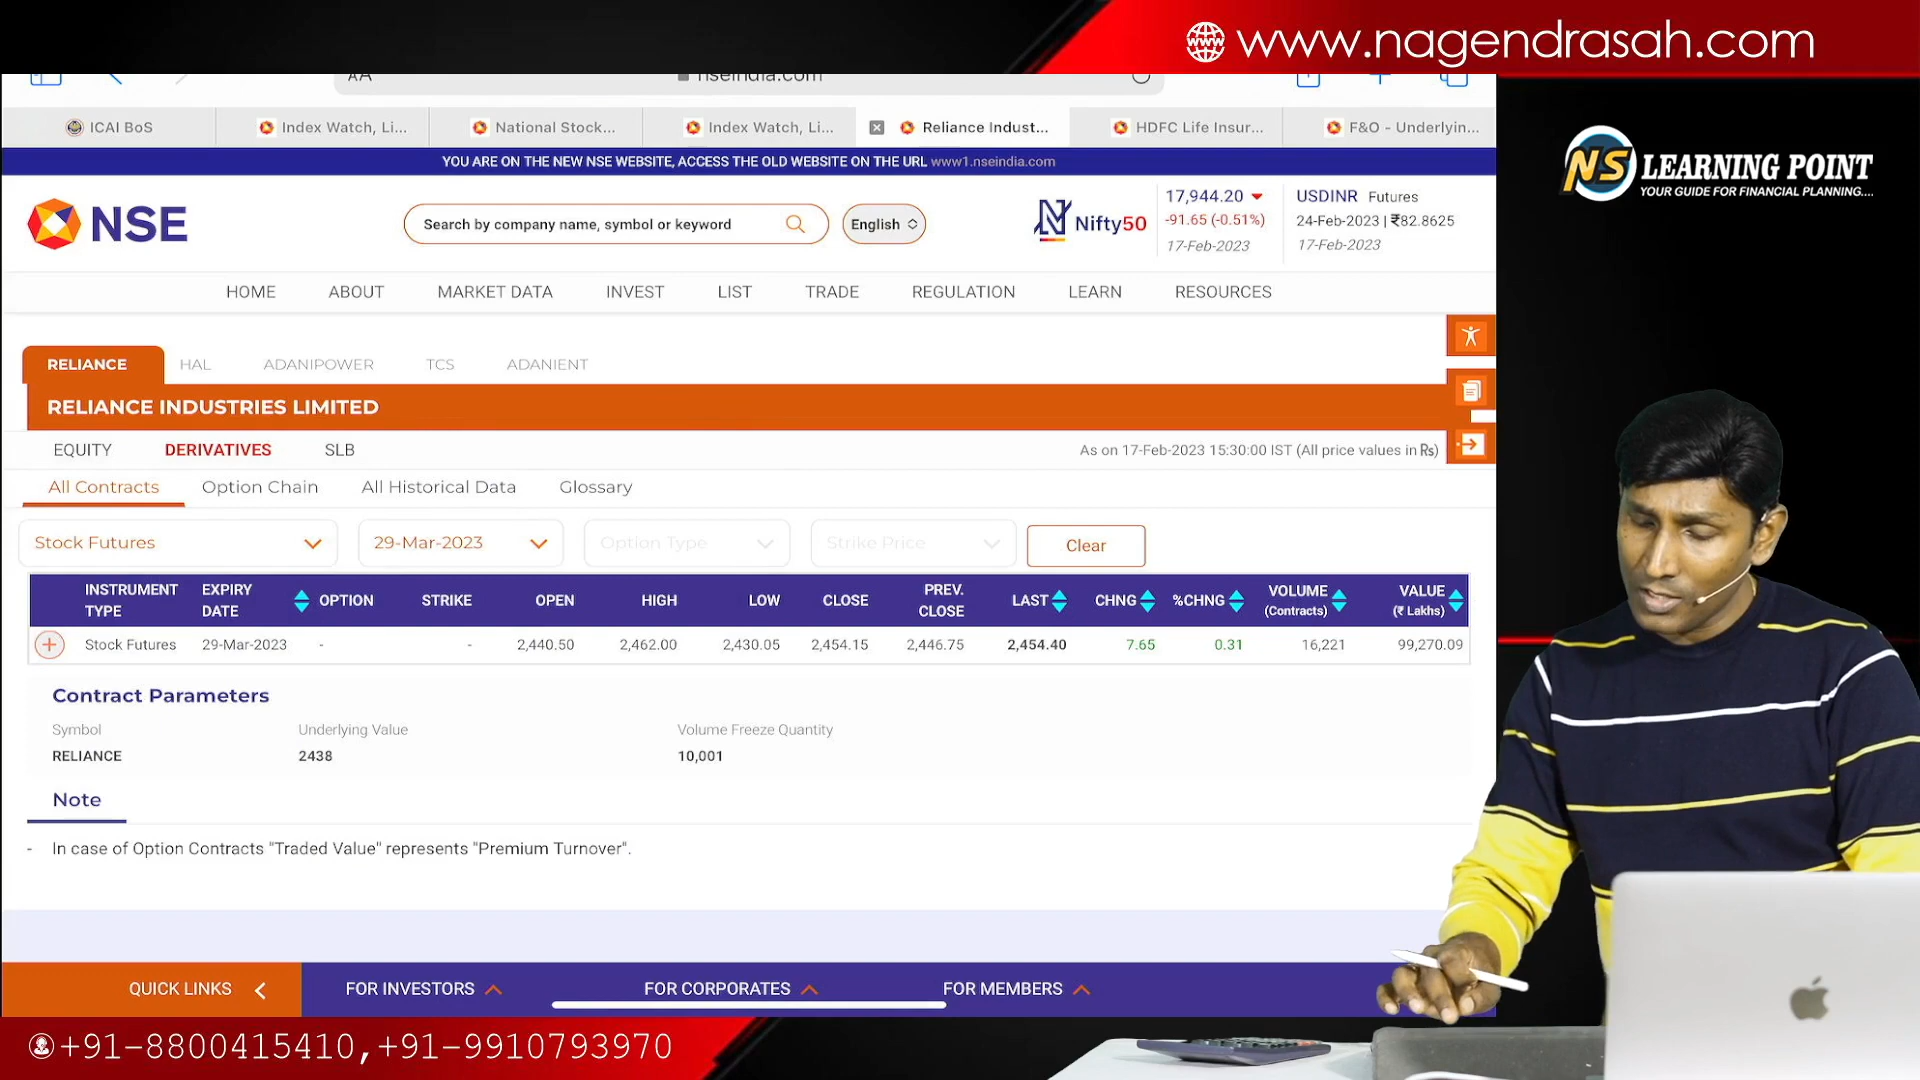 www.nagendrasah.com
AA nseindia.com
ICAI BoS
Index Watch, Li...
National Stock...
Index Watch, Li...
Reliance Indust...
HDFC Life Insur...
F&O - Underlyin...
YOU ARE ON THE NEW NSE WEBSITE, ACCESS THE OLD WEBSITE ON THE URL www1.nseindia.com
NS LEARNING POINT
YOUR GUIDE FOR FINANCIAL PLANNING....
NSE
Search by company name, symbol or keyword
English
Nifty50
17,944.20
-91.65 (-0.51%)
17-Feb-2023
USDINR Futures
24-Feb-2023 | ₹82.8625
17-Feb-2023
HOME ABOUT MARKET DATA INVEST LIST TRADE REGULATION LEARN RESOURCES
RELIANCE HAL ADANIPOWER TCS ADANIENT
RELIANCE INDUSTRIES LIMITED
EQUITY DERIVATIVES SLB As on 17-Feb-2023 15:30:00 IST (All price values in Rs)
All Contracts Option Chain All Historical Data Glossary
Stock Futures 29-Mar-2023 Option Type Strike Price Clear
INSTRUMENT TYPE EXPIRY DATE OPTION STRIKE OPEN HIGH LOW CLOSE PREV. CLOSE LAST CHNG %CHNG VOLUME (Contracts) VALUE (₹ Lakhs)
Stock Futures 29-Mar-2023 - - 2,440.50 2,462.00 2,430.05 2,454.15 2,446.75 2,454.40 7.65 0.31 16,221 99,270.09
Contract Parameters
Symbol Underlying Value Volume Freeze Quantity
RELIANCE 2438 10,001
Note
- In case of Option Contracts "Traded Value" represents "Premium Turnover".
QUICK LINKS FOR INVESTORS FOR CORPORATES FOR MEMBERS
+91-8800415410,+91-9910793970